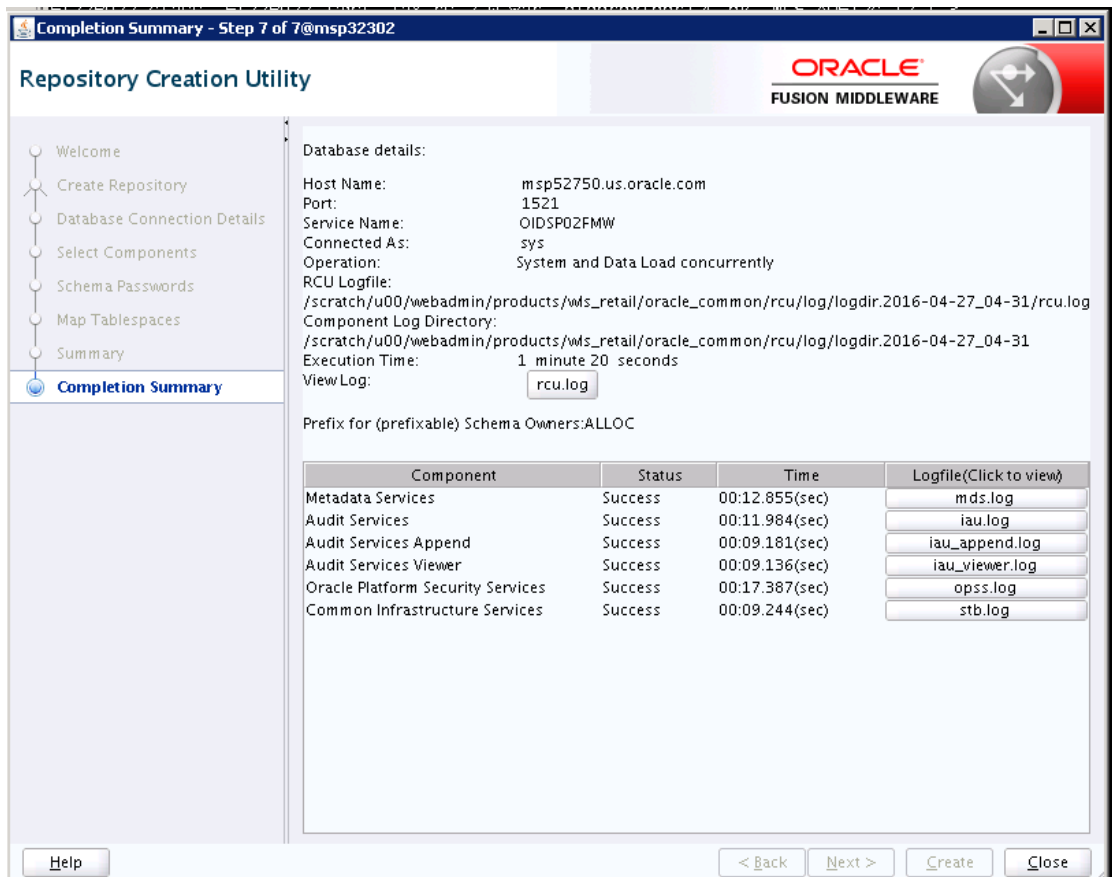 Completion Summary - Step 7 of 7@msp32302
Repository Creation Utility
ORACLE
FUSION MIDDLEWARE
Welcome
Create Repository
Database Connection Details
Select Components
Schema Passwords
Map Tablespaces
Summary
Completion Summary
Database details:
Host Name: msp52750.us.oracle.com
Port: 1521
Service Name: OIDSP02FMW
Connected As: sys
Operation: System and Data Load concurrently
RCU Logfile:
/scratch/u00/webadmin/products/wls_retail/oracle_common/rcu/log/logdir.2016-04-27_04-31/rcu.log
Component Log Directory:
/scratch/u00/webadmin/products/wls_retail/oracle_common/rcu/log/logdir.2016-04-27_04-31
Execution Time: 1 minute 20 seconds
View Log: rcu.log
Prefix for (prefixable) Schema Owners:ALLOC
Component Status Time Logfile(Click to view)
Metadata Services Success 00:12.855(sec) mds.log
Audit Services Success 00:11.984(sec) iau.log
Audit Services Append Success 00:09.181(sec) iau_append.log
Audit Services Viewer Success 00:09.136(sec) iau_viewer.log
Oracle Platform Security Services Success 00:17.387(sec) opss.log
Common Infrastructure Services Success 00:09.244(sec) stb.log
Help < Back Next > Create Close